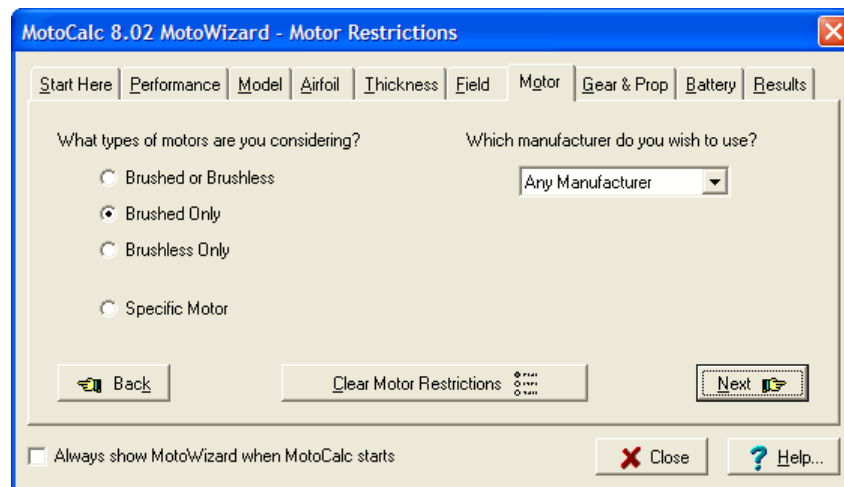 MotoCalc 8.02 MotoWizard - Motor Restrictions
Start Here Performance Model Airfoil Thickness Field Motor Gear & Prop Battery Results
What types of motors are you considering?
Which manufacturer do you wish to use?
Brushed or Brushless
Any Manufacturer
Brushed Only
Brushless Only
Specific Motor
Back
Clear Motor Restrictions
Next
Always show MotoWizard when MotoCalc starts
Close
Help...